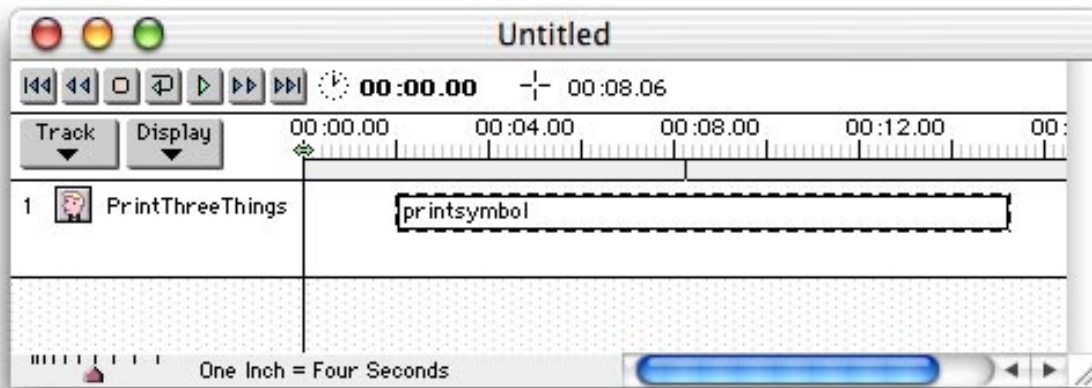 Untitled
00:00.00 00:08.06
Track Display 00:00.00 00:04.00 00:08.00 00:12.00 00:
1 PrintThreeThings printsymbol
One Inch = Four Seconds